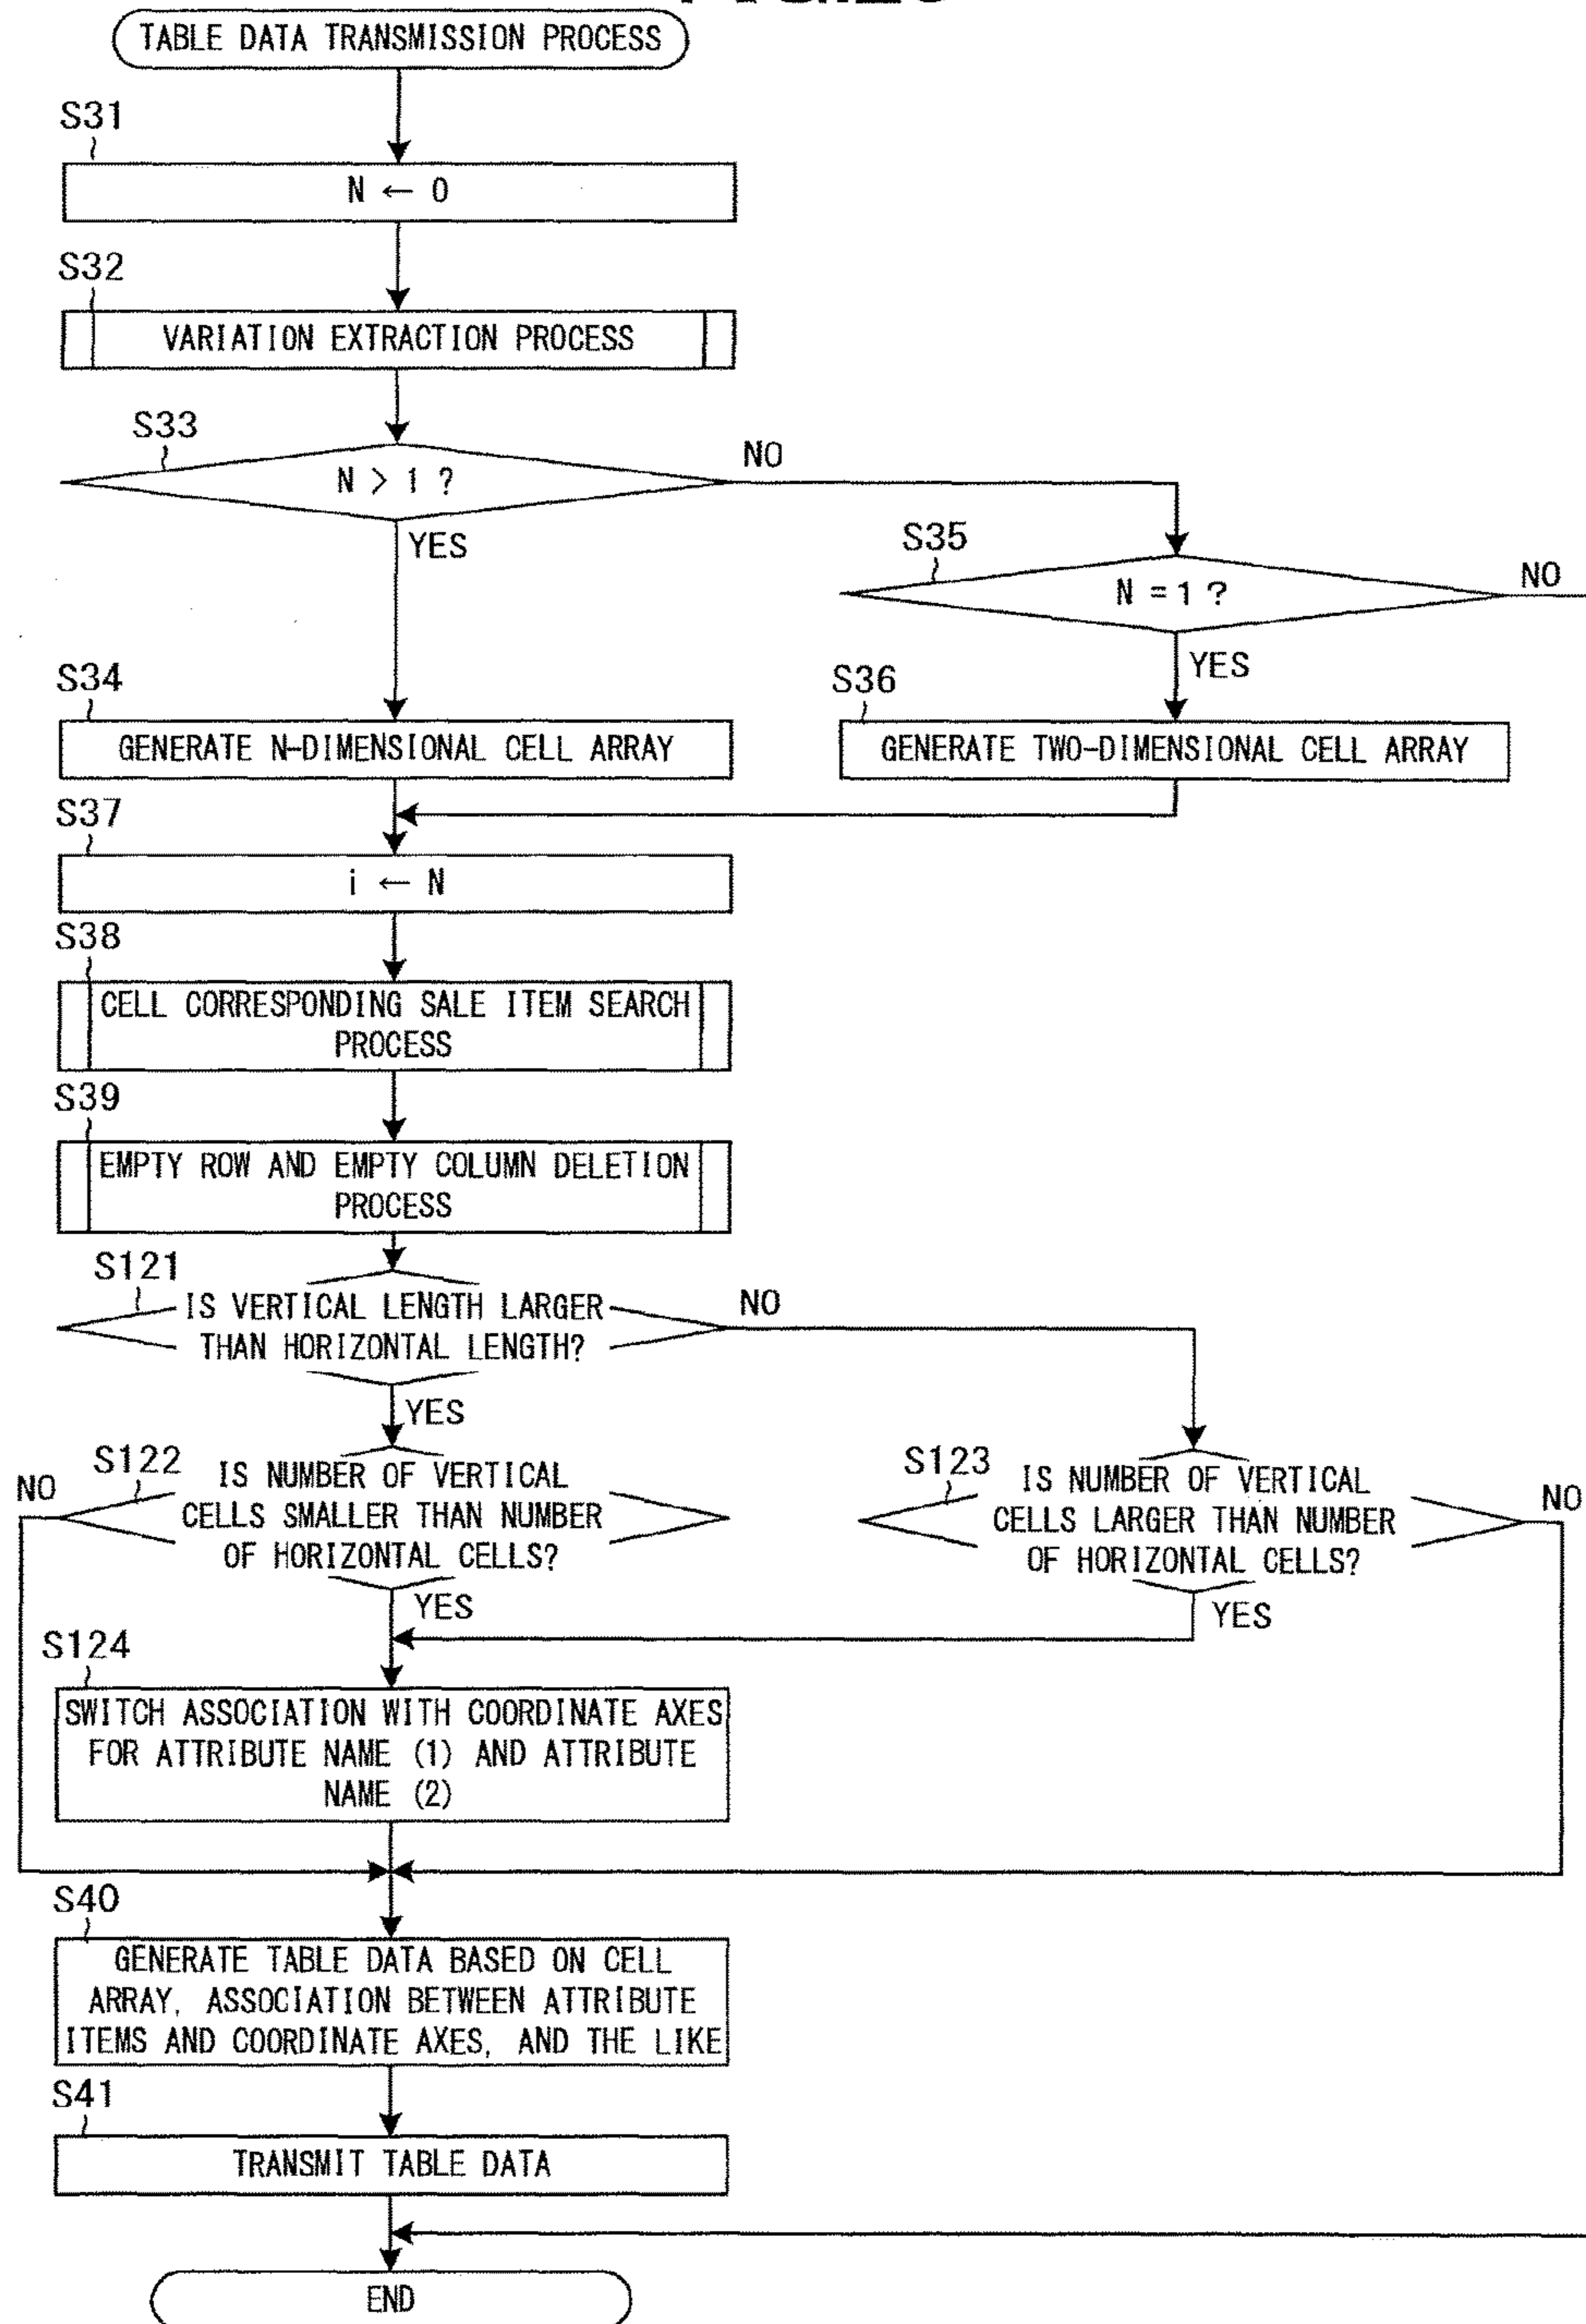 TABLE DATA TRANSMISSION PROCESS
S31
N ← 0
S32
VARIATION EXTRACTION PROCESS
S33
N > 1 ?
NO
YES
S35
N = 1 ?
NO
YES
S34
GENERATE N-DIMENSIONAL CELL ARRAY
S36
GENERATE TWO-DIMENSIONAL CELL ARRAY
S37
i ← N
S38
CELL CORRESPONDING SALE ITEM SEARCH
PROCESS
S39
EMPTY ROW AND EMPTY COLUMN DELETION
PROCESS
S121
IS VERTICAL LENGTH LARGER
THAN HORIZONTAL LENGTH?
NO
YES
S122
NO
IS NUMBER OF VERTICAL
CELLS SMALLER THAN NUMBER
OF HORIZONTAL CELLS?
YES
S123
IS NUMBER OF VERTICAL
CELLS LARGER THAN NUMBER
OF HORIZONTAL CELLS?
NO
YES
S124
SWITCH ASSOCIATION WITH COORDINATE AXES
FOR ATTRIBUTE NAME (1) AND ATTRIBUTE
NAME (2)
S40
GENERATE TABLE DATA BASED ON CELL
ARRAY, ASSOCIATION BETWEEN ATTRIBUTE
ITEMS AND COORDINATE AXES, AND THE LIKE
S41
TRANSMIT TABLE DATA
END